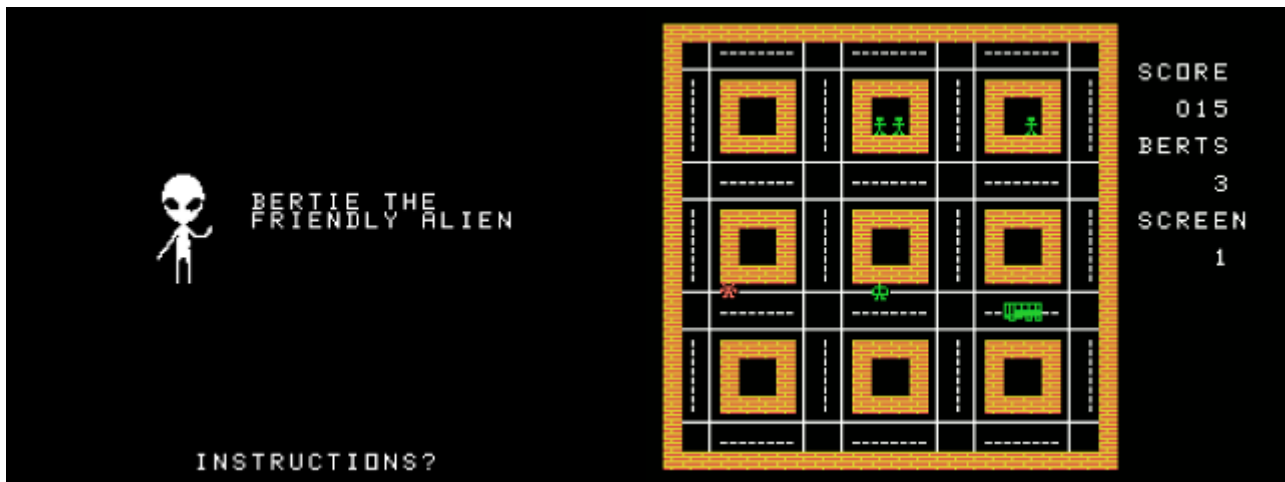 BERTIE THE
FRIENDLY ALIEN
INSTRUCTIONS?
SCORE
015
BERTS
3
SCREEN
1